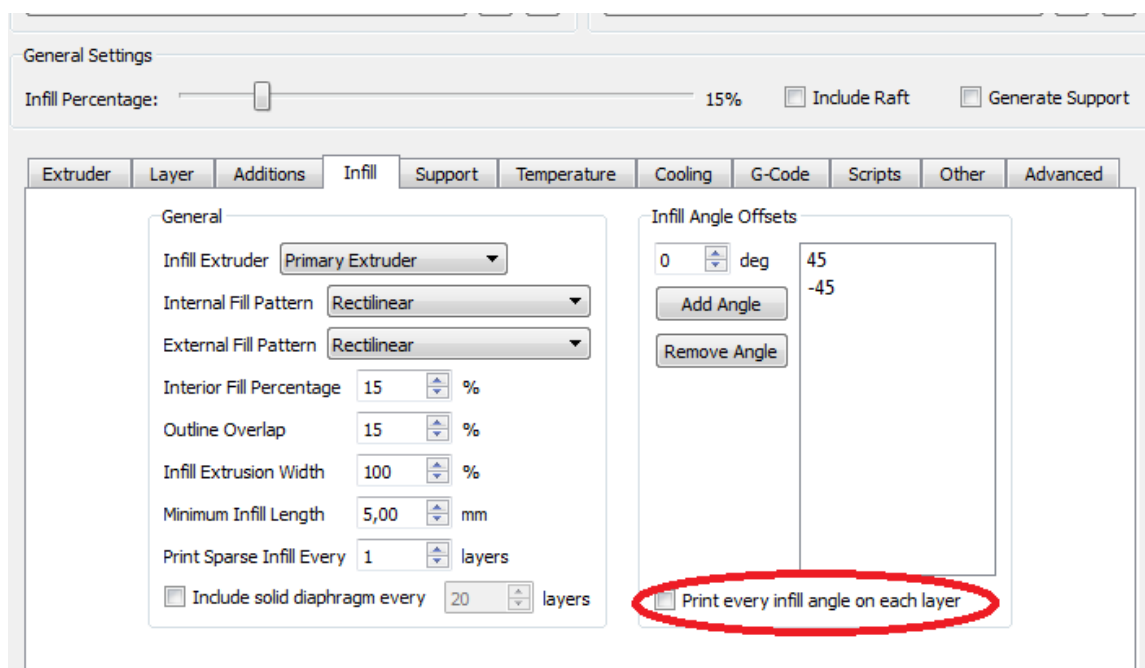 General Settings
Infill Percentage: 15% Include Raft Generate Support
Extruder Layer Additions Infill Support Temperature Cooling G-Code Scripts Other Advanced
General
Infill Extruder Primary Extruder
Internal Fill Pattern Rectilinear
External Fill Pattern Rectilinear
Interior Fill Percentage 15 %
Outline Overlap 15 %
Infill Extrusion Width 100 %
Minimum Infill Length 5,00 mm
Print Sparse Infill Every 1 layers
Include solid diaphragm every 20 layers
Infill Angle Offsets
0 deg
Add Angle
Remove Angle
45
-45
Print every infill angle on each layer